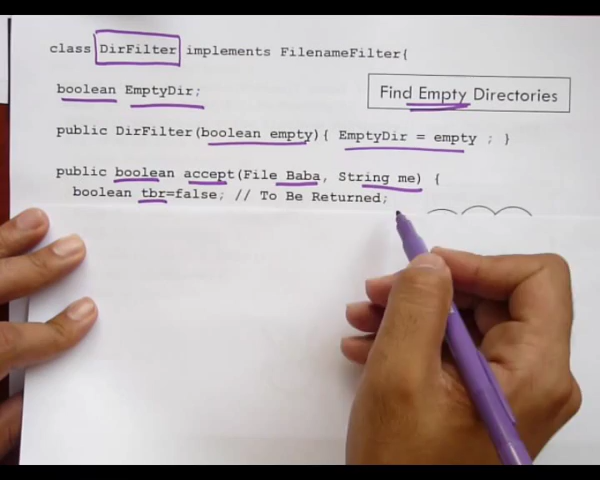 class DirFilter implements FilenameFilter{
boolean EmptyDir;
Find Empty Directories
public DirFilter(boolean empty){ EmptyDir = empty ; }
public boolean accept(File Baba, String me) {
boolean tbr=false; // To Be Returned;